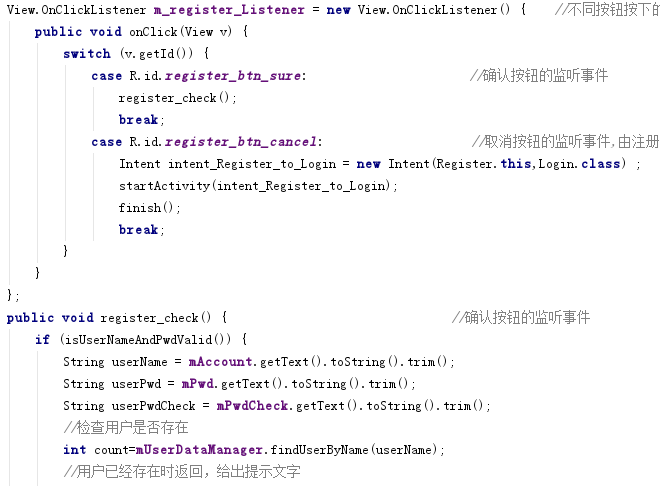 View.OnClickListener m_register_Listener = new View.OnClickListener() {    //不同按钮按下的
    public void onClick(View v) {
        switch (v.getId()) {
            case R.id.register_btn_sure:                       //确认按钮的监听事件
                register_check();
                break;
            case R.id.register_btn_cancel:                     //取消按钮的监听事件,由注册
                Intent intent_Register_to_Login = new Intent(Register.this,Login.class) ;
                startActivity(intent_Register_to_Login);
                finish();
                break;
        }
    }
};
public void register_check() {                                //确认按钮的监听事件
    if (isUserNameAndPwdValid()) {
        String userName = mAccount.getText().toString().trim();
        String userPwd = mPwd.getText().toString().trim();
        String userPwdCheck = mPwdCheck.getText().toString().trim();
        //检查用户是否存在
        int count=mUserDataManager.findUserByName(userName);
        //用户已经存在时返回，给出提示文字